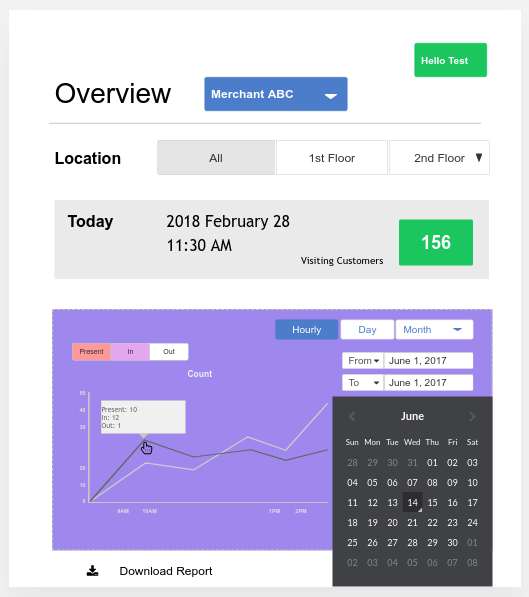 Hello Test
Overview
Merchant ABC
Location
All
1st Floor
2nd Floor
Today
2018 February 28
11:30 AM
Visiting Customers
156
Hourly
Day
Month
Present
In
Out
Count
From
June 1, 2017
To
June 1, 2017
50
40
30
20
10
0
Present: 10
In: 12
Out: 1
9AM
10AM
1PM
2PM
June
Sun Mon Tue Wed Thu Fri Sat
28 29 30 31 01 02 03
04 05 06 07 08 09 10
11 12 13 14 15 16 17
18 19 20 21 22 23 24
25 26 27 28 29 30 01
02 03 04 05 06 07 08
Download Report